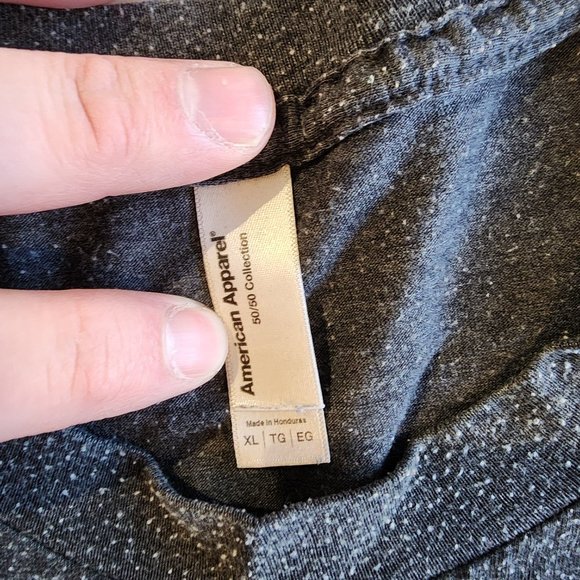 American Apparel®
50/50 Collection
Made in Honduras
XL | TG | EG